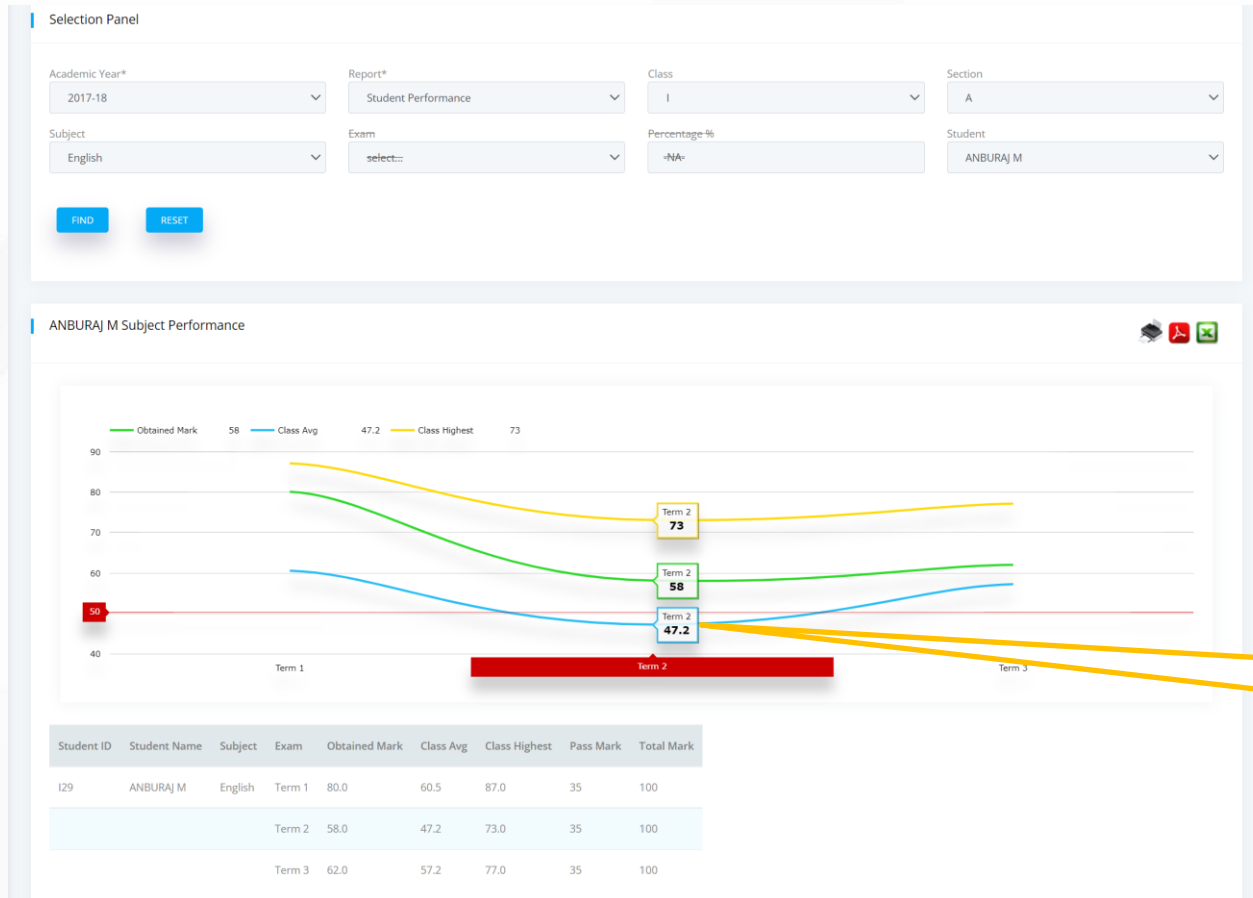 Selection Panel
Academic Year* Report* Class Section
2017-18 Student Performance I A
Subject Exam Percentage % Student
English select... -NA- ANBURAJ M
FIND RESET
ANBURAJ M Subject Performance
Obtained Mark 58 Class Avg 47.2 Class Highest 73
90
80
Term 2
73
70
60
Term 2
58
50
Term 2
47.2
40
Term 1 Term 2 Term 3
Student ID Student Name Subject Exam Obtained Mark Class Avg Class Highest Pass Mark Total Mark
I29 ANBURAJ M English Term 1 80.0 60.5 87.0 35 100
Term 2 58.0 47.2 73.0 35 100
Term 3 62.0 57.2 77.0 35 100